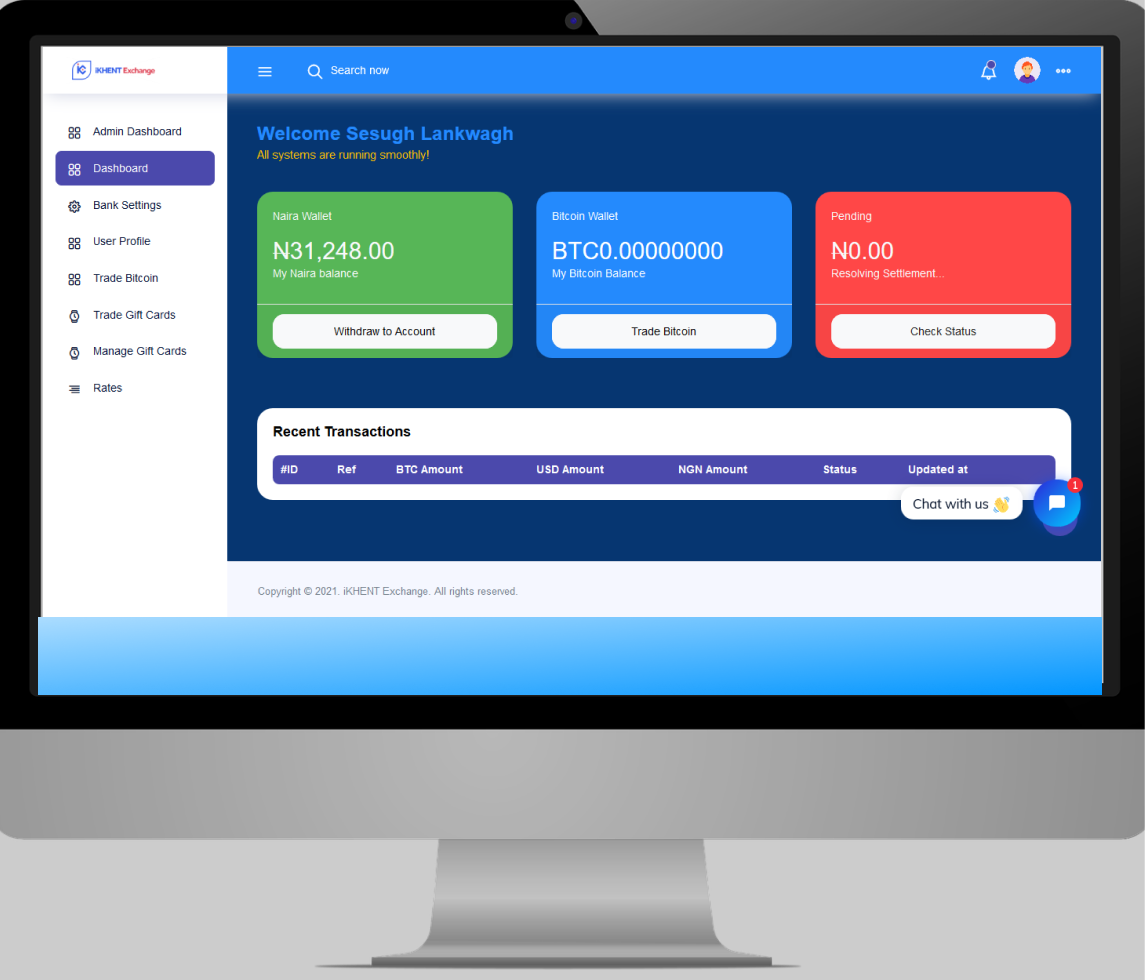 iKHENT Exchange
Search now
Admin Dashboard
Dashboard
Bank Settings
User Profile
Trade Bitcoin
Trade Gift Cards
Manage Gift Cards
Rates
Welcome Sesugh Lankwagh
All systems are running smoothly!
Naira Wallet
₦31,248.00
My Naira balance
Withdraw to Account
Bitcoin Wallet
BTC0.00000000
My Bitcoin Balance
Trade Bitcoin
Pending
₦0.00
Resolving Settlement...
Check Status
Recent Transactions
#ID Ref BTC Amount USD Amount NGN Amount Status Updated at
Chat with us 👋
1
Copyright © 2021. iKHENT Exchange. All rights reserved.